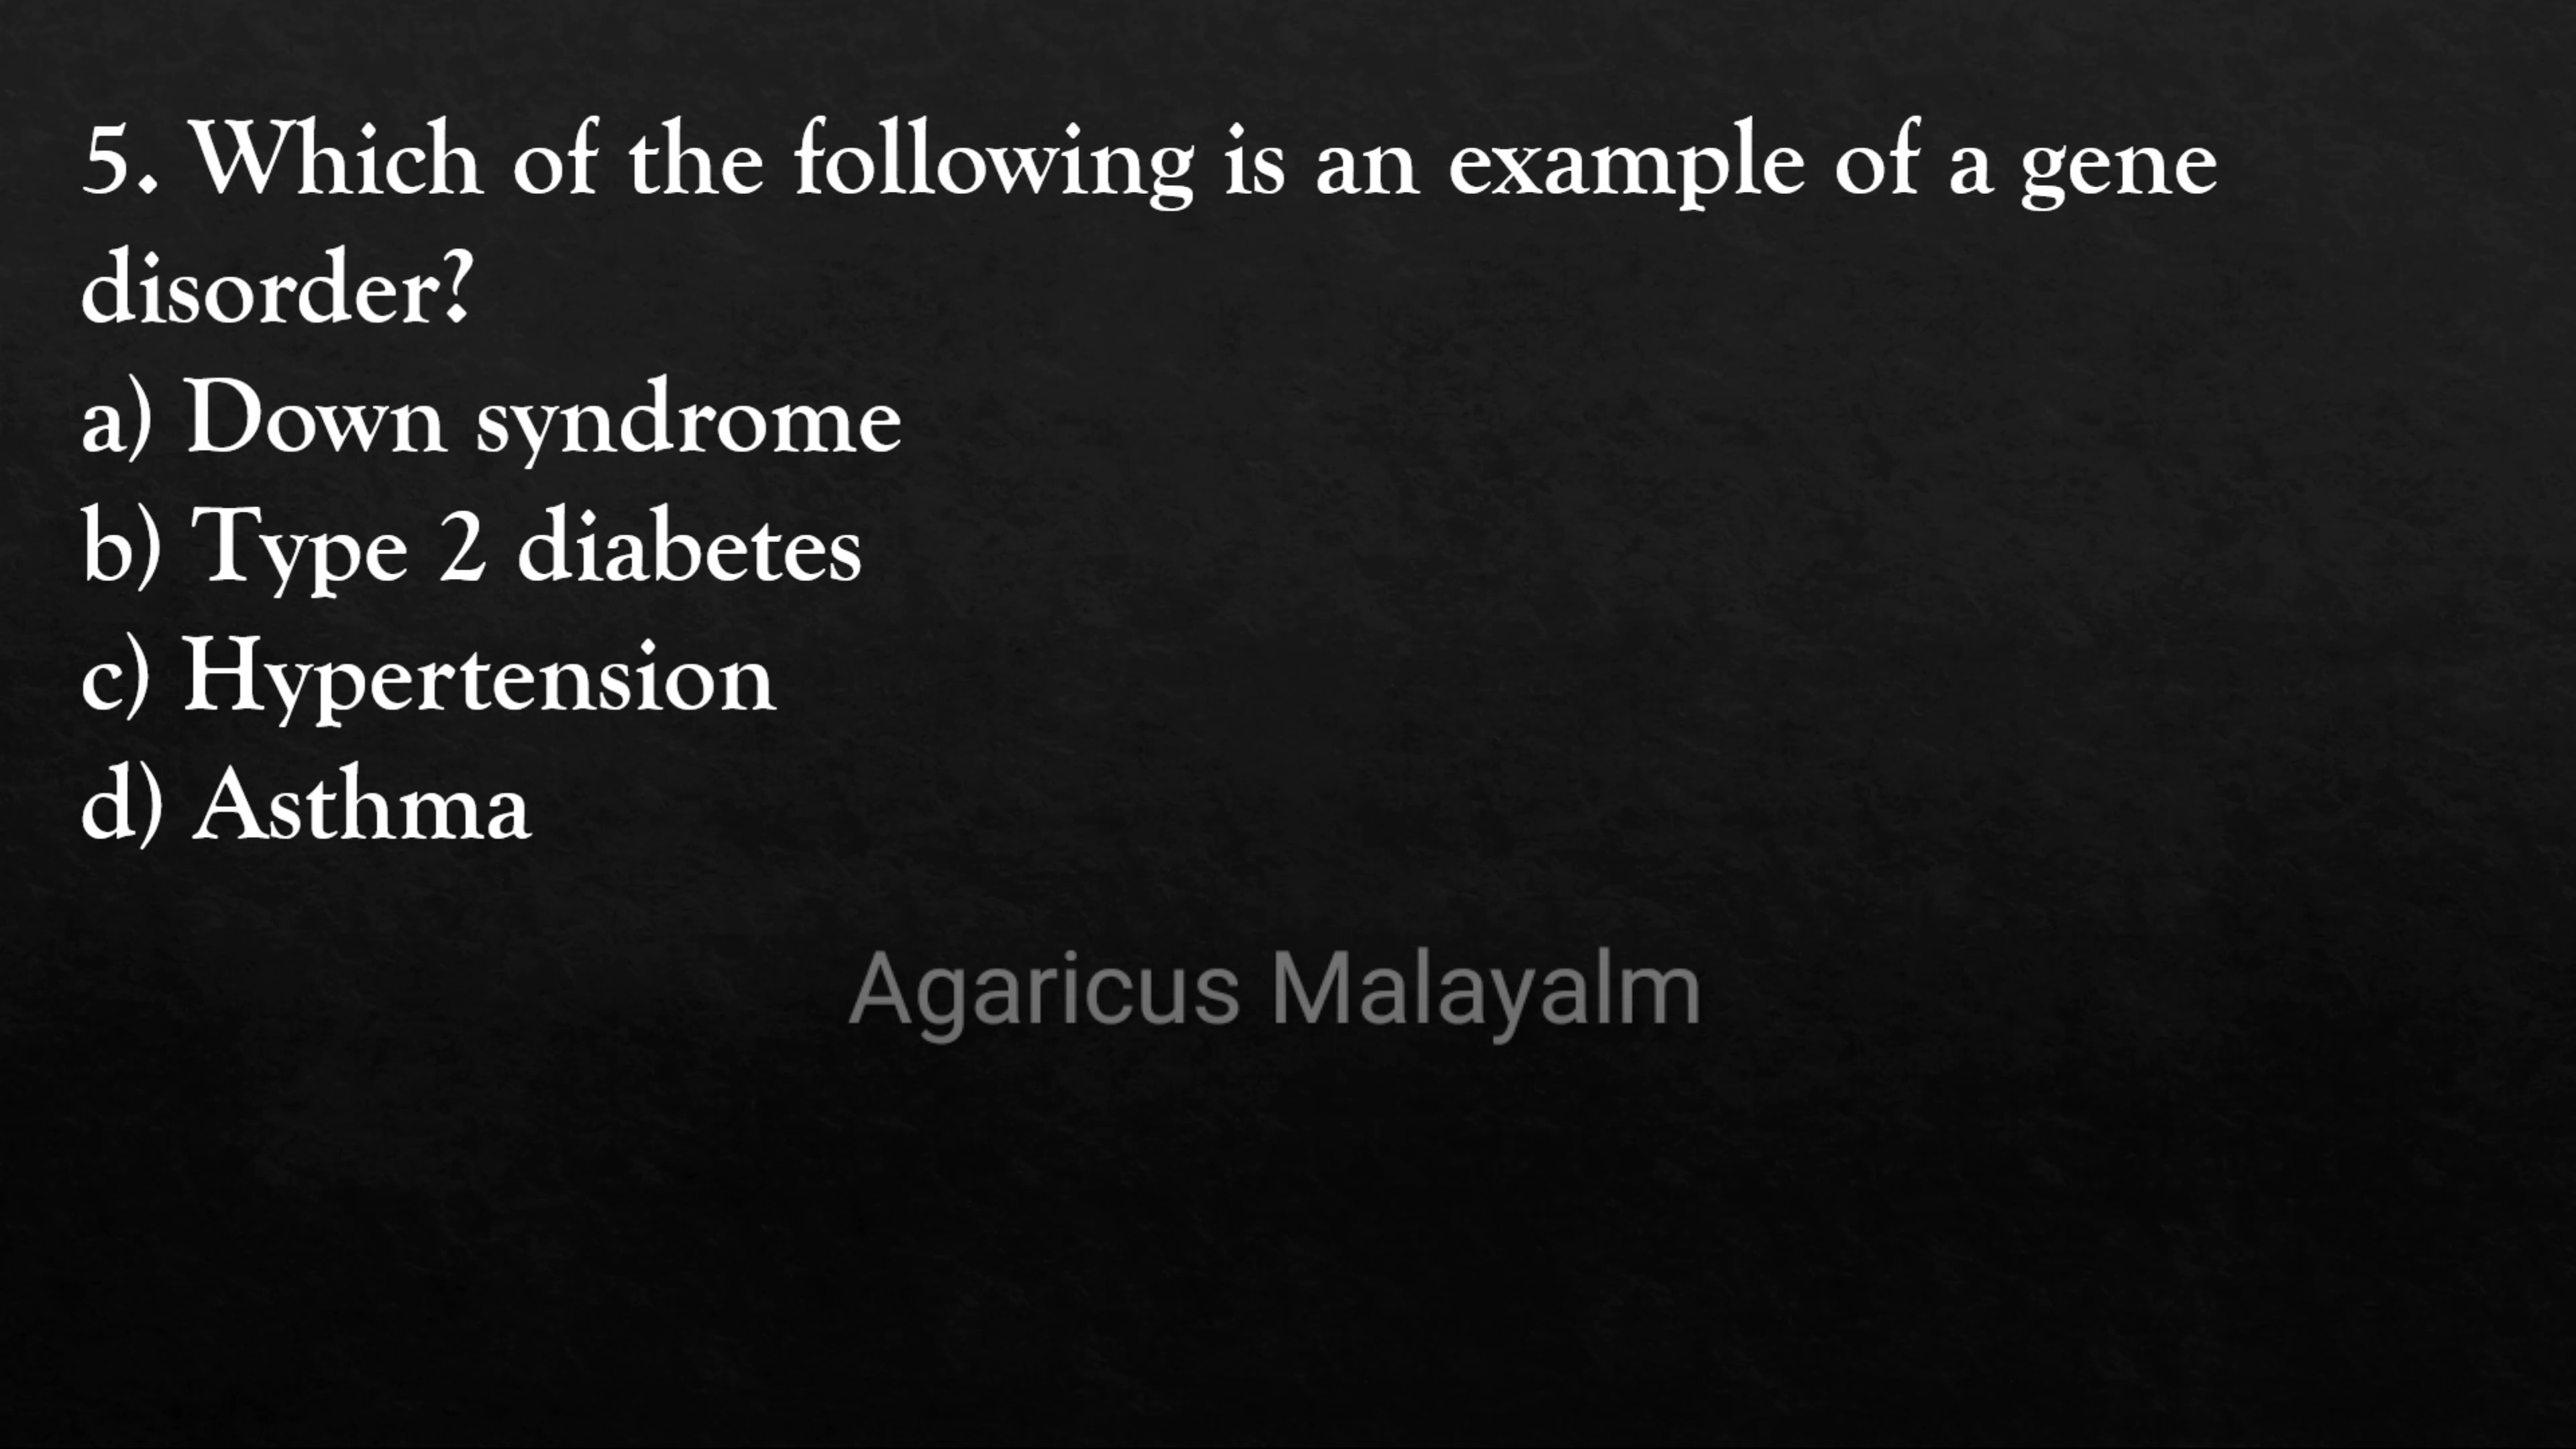 5. Which of the following is an example of a gene
disorder?
a) Down syndrome
b) Type 2 diabetes
c) Hypertension
d) Asthma
Agaricus Malayalm